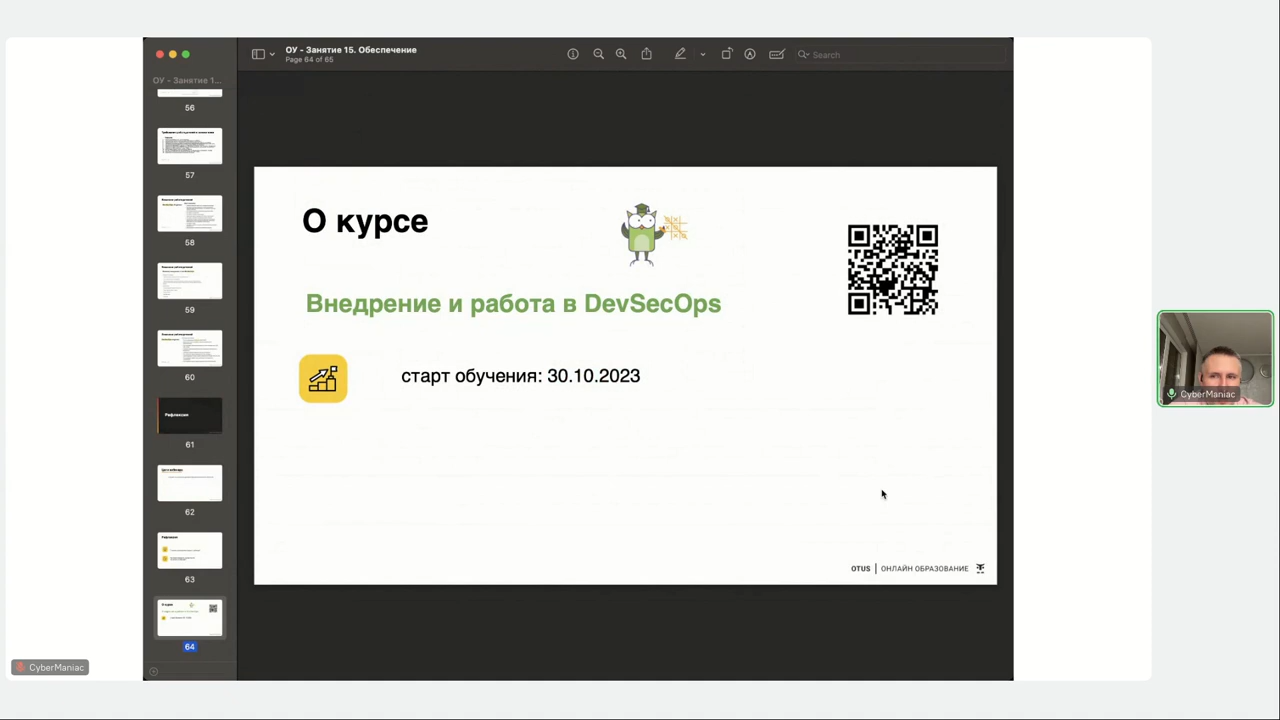 ОУ - Занятие 15. Обеспечение
Page 64 of 65
Search
ОУ - Занятие 1...
56
57
58
59
60
Рефлексия
61
62
63
64
О курсе
Внедрение и работа в DevSecOps
старт обучения: 30.10.2023
OTUS | ОНЛАЙН ОБРАЗОВАНИЕ
CyberManiac
CyberManiac